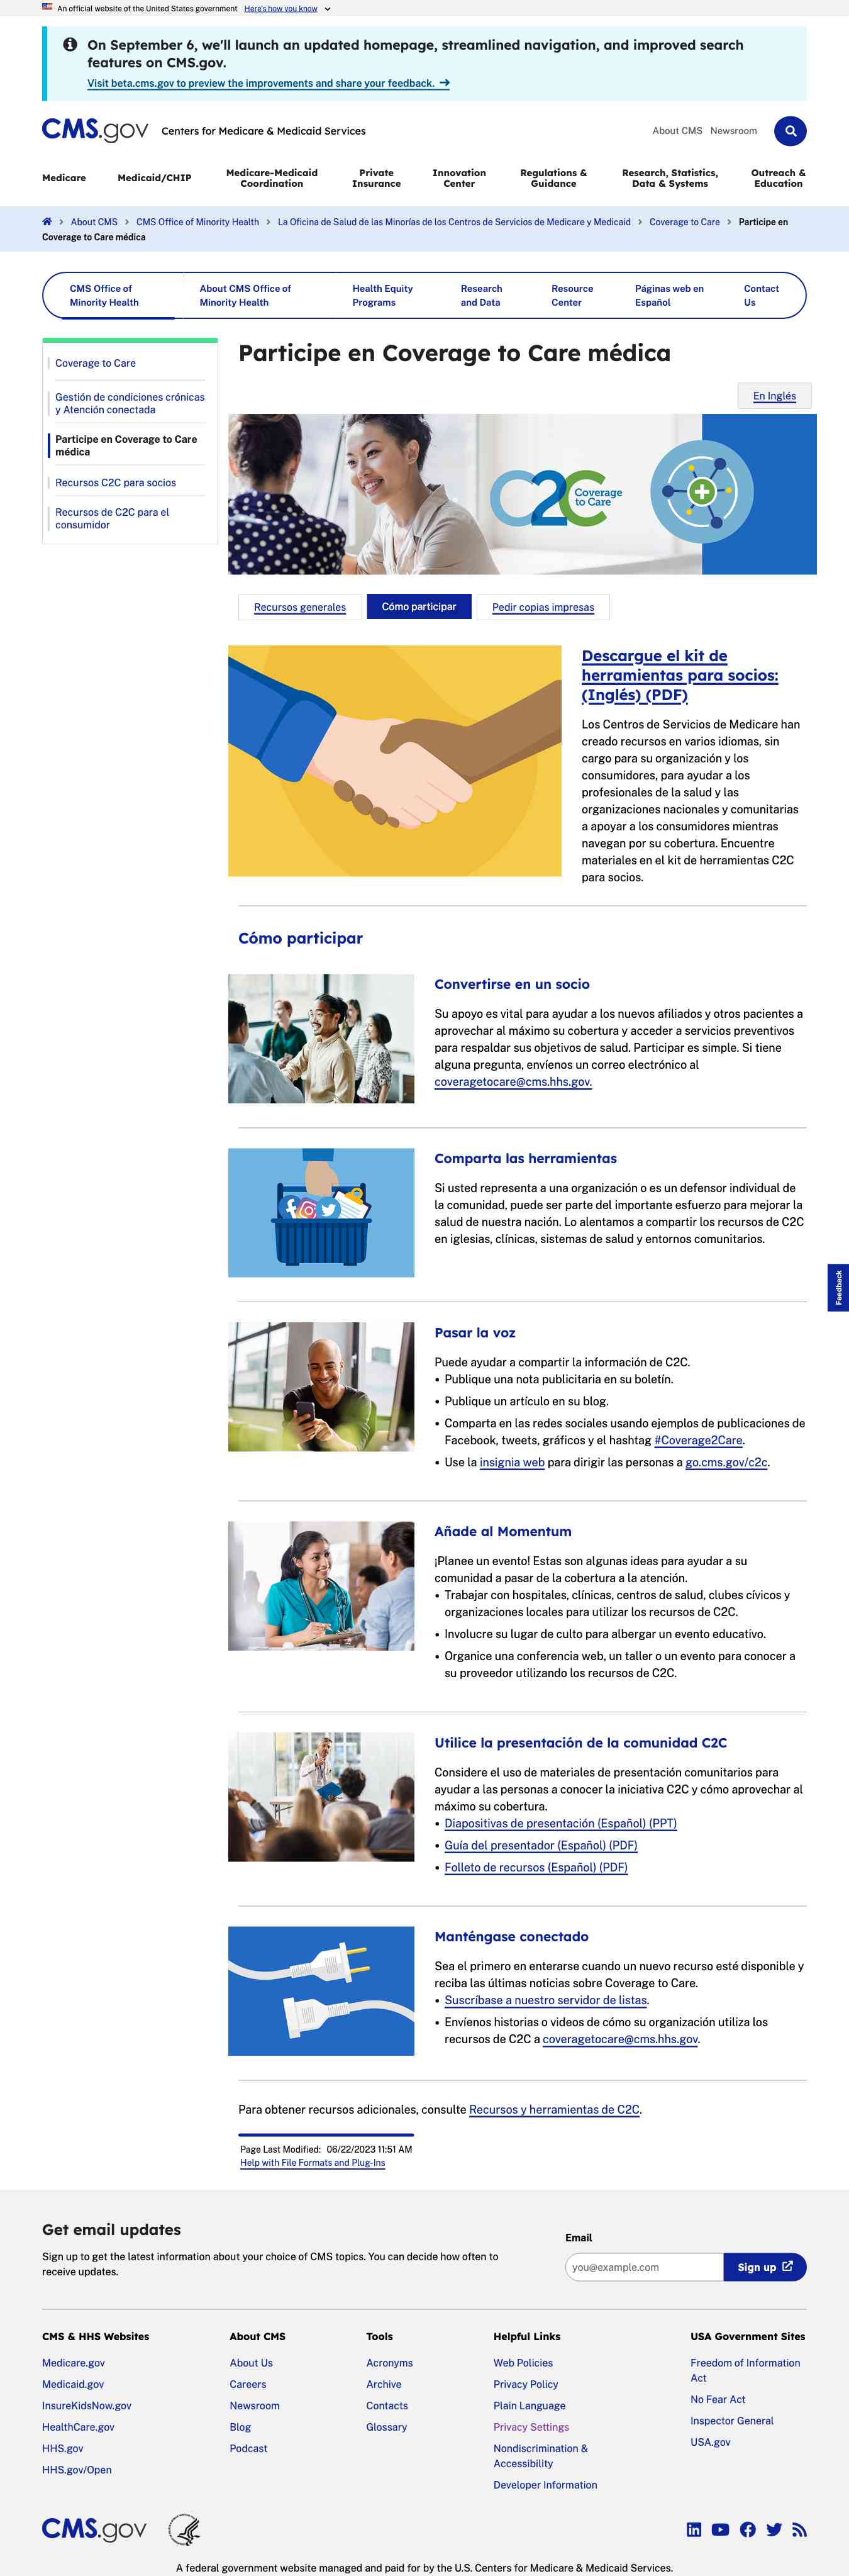 An official website of the United States government Here's how you know
On September 6, we'll launch an updated homepage, streamlined navigation, and improved search
features on CMS.gov.
Visit beta.cms.gov to preview the improvements and share your feedback.
CMS.gov Centers for Medicare & Medicaid Services
About CMS Newsroom
Medicare
Medicaid/CHIP
Medicare-Medicaid
Coordination
Private
Insurance
Innovation
Center
Regulations &
Guidance
Research, Statistics,
Data & Systems
Outreach &
Education
About CMS > CMS Office of Minority Health > La Oficina de Salud de las Minorías de los Centros de Servicios de Medicare y Medicaid > Coverage to Care > Participe en
Coverage to Care médica
CMS Office of
Minority Health
About CMS Office of
Minority Health
Health Equity
Programs
Research
and Data
Resource
Center
Páginas web en
Español
Contact
Us
Coverage to Care
Gestión de condiciones crónicas
y Atención conectada
Participe en Coverage to Care
médica
Recursos C2C para socios
Recursos de C2C para el
consumidor
Participe en Coverage to Care médica
En Inglés
C2C Coverage
to Care
Recursos generales
Cómo participar
Pedir copias impresas
Descargue el kit de
herramientas para socios:
(Inglés) (PDF)
Los Centros de Servicios de Medicare han
creado recursos en varios idiomas, sin
cargo para su organización y los
consumidores, para ayudar a los
profesionales de la salud y las
organizaciones nacionales y comunitarias
a apoyar a los consumidores mientras
navegan por su cobertura. Encuentre
materiales en el kit de herramientas C2C
para socios.
Cómo participar
Convertirse en un socio
Su apoyo es vital para ayudar a los nuevos afiliados y otros pacientes a
aprovechar al máximo su cobertura y acceder a servicios preventivos
para respaldar sus objetivos de salud. Participar es simple. Si tiene
alguna pregunta, envíenos un correo electrónico al
coveragetocare@cms.hhs.gov.
Comparta las herramientas
Si usted representa a una organización o es un defensor individual de
la comunidad, puede ser parte del importante esfuerzo para mejorar la
salud de nuestra nación. Lo alentamos a compartir los recursos de C2C
en iglesias, clínicas, sistemas de salud y entornos comunitarios.
Feedback
Pasar la voz
Puede ayudar a compartir la información de C2C.
• Publique una nota publicitaria en su boletín.
• Publique un artículo en su blog.
• Comparta en las redes sociales usando ejemplos de publicaciones de
Facebook, tweets, gráficos y el hashtag #Coverage2Care.
• Use la insignia web para dirigir las personas a go.cms.gov/c2c.
Añade al Momentum
¡Planee un evento! Estas son algunas ideas para ayudar a su
comunidad a pasar de la cobertura a la atención.
• Trabajar con hospitales, clínicas, centros de salud, clubes cívicos y
organizaciones locales para utilizar los recursos de C2C.
• Involucre su lugar de culto para albergar un evento educativo.
• Organice una conferencia web, un taller o un evento para conocer a
su proveedor utilizando los recursos de C2C.
Utilice la presentación de la comunidad C2C
Considere el uso de materiales de presentación comunitarios para
ayudar a las personas a conocer la iniciativa C2C y cómo aprovechar al
máximo su cobertura.
• Diapositivas de presentación (Español) (PPT)
• Guía del presentador (Español) (PDF)
• Folleto de recursos (Español) (PDF)
Manténgase conectado
Sea el primero en enterarse cuando un nuevo recurso esté disponible y
reciba las últimas noticias sobre Coverage to Care.
• Suscríbase a nuestro servidor de listas.
• Envíenos historias o videos de cómo su organización utiliza los
recursos de C2C a coveragetocare@cms.hhs.gov.
Para obtener recursos adicionales, consulte Recursos y herramientas de C2C.
Page Last Modified: 06/22/2023 11:51 AM
Help with File Formats and Plug-Ins
Get email updates
Sign up to get the latest information about your choice of CMS topics. You can decide how often to
receive updates.
Email
you@example.com
Sign up
CMS & HHS Websites
Medicare.gov
Medicaid.gov
InsureKidsNow.gov
HealthCare.gov
HHS.gov
HHS.gov/Open
About CMS
About Us
Careers
Newsroom
Blog
Podcast
Tools
Acronyms
Archive
Contacts
Glossary
Helpful Links
Web Policies
Privacy Policy
Plain Language
Privacy Settings
Nondiscrimination &
Accessibility
Developer Information
USA Government Sites
Freedom of Information
Act
No Fear Act
Inspector General
USA.gov
CMS.gov
A federal government website managed and paid for by the U.S. Centers for Medicare & Medicaid Services.